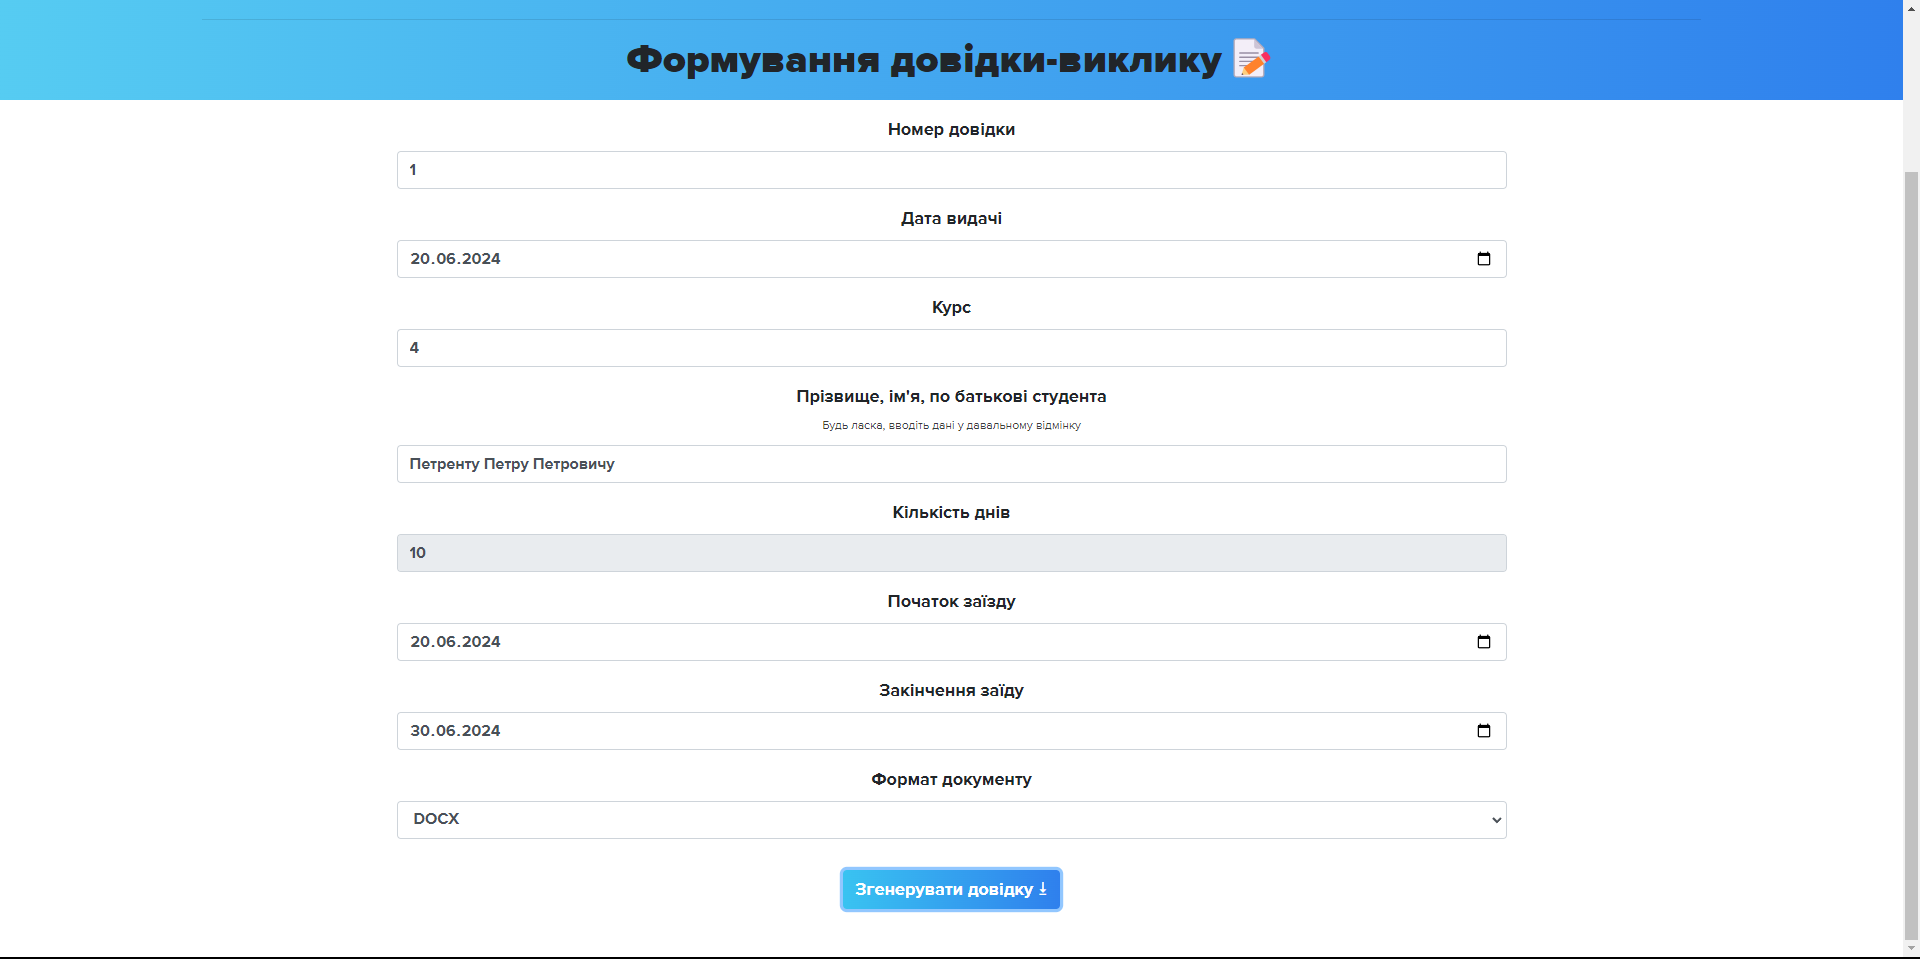 Формування довідки-виклику
Номер довідки
1
Дата видачі
20.06.2024
Курс
4
Прізвище, ім'я, по батькові студента
Будь ласка, вводіть дані у давальному відмінку
Петренту Петру Петровичу
Кількість днів
10
Початок заїзду
20.06.2024
Закінчення заїду
30.06.2024
Формат документу
DOCX
Згенерувати довідку